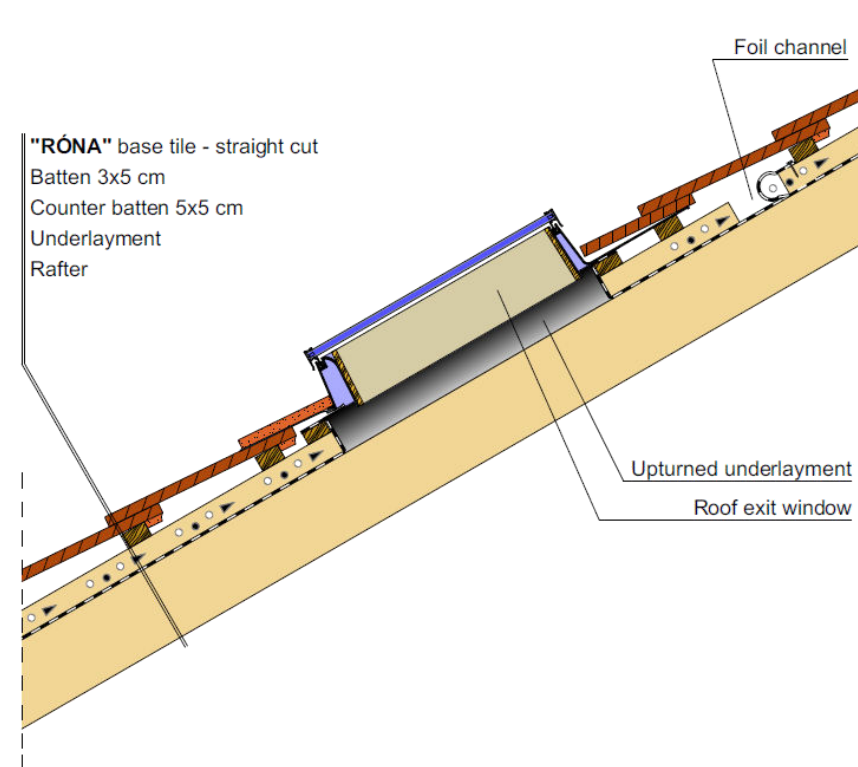 Foil channel
"RÓNA" base tile - straight cut
Batten 3x5 cm
Counter batten 5x5 cm
Underlayment
Rafter
Upturned underlayment
Roof exit window